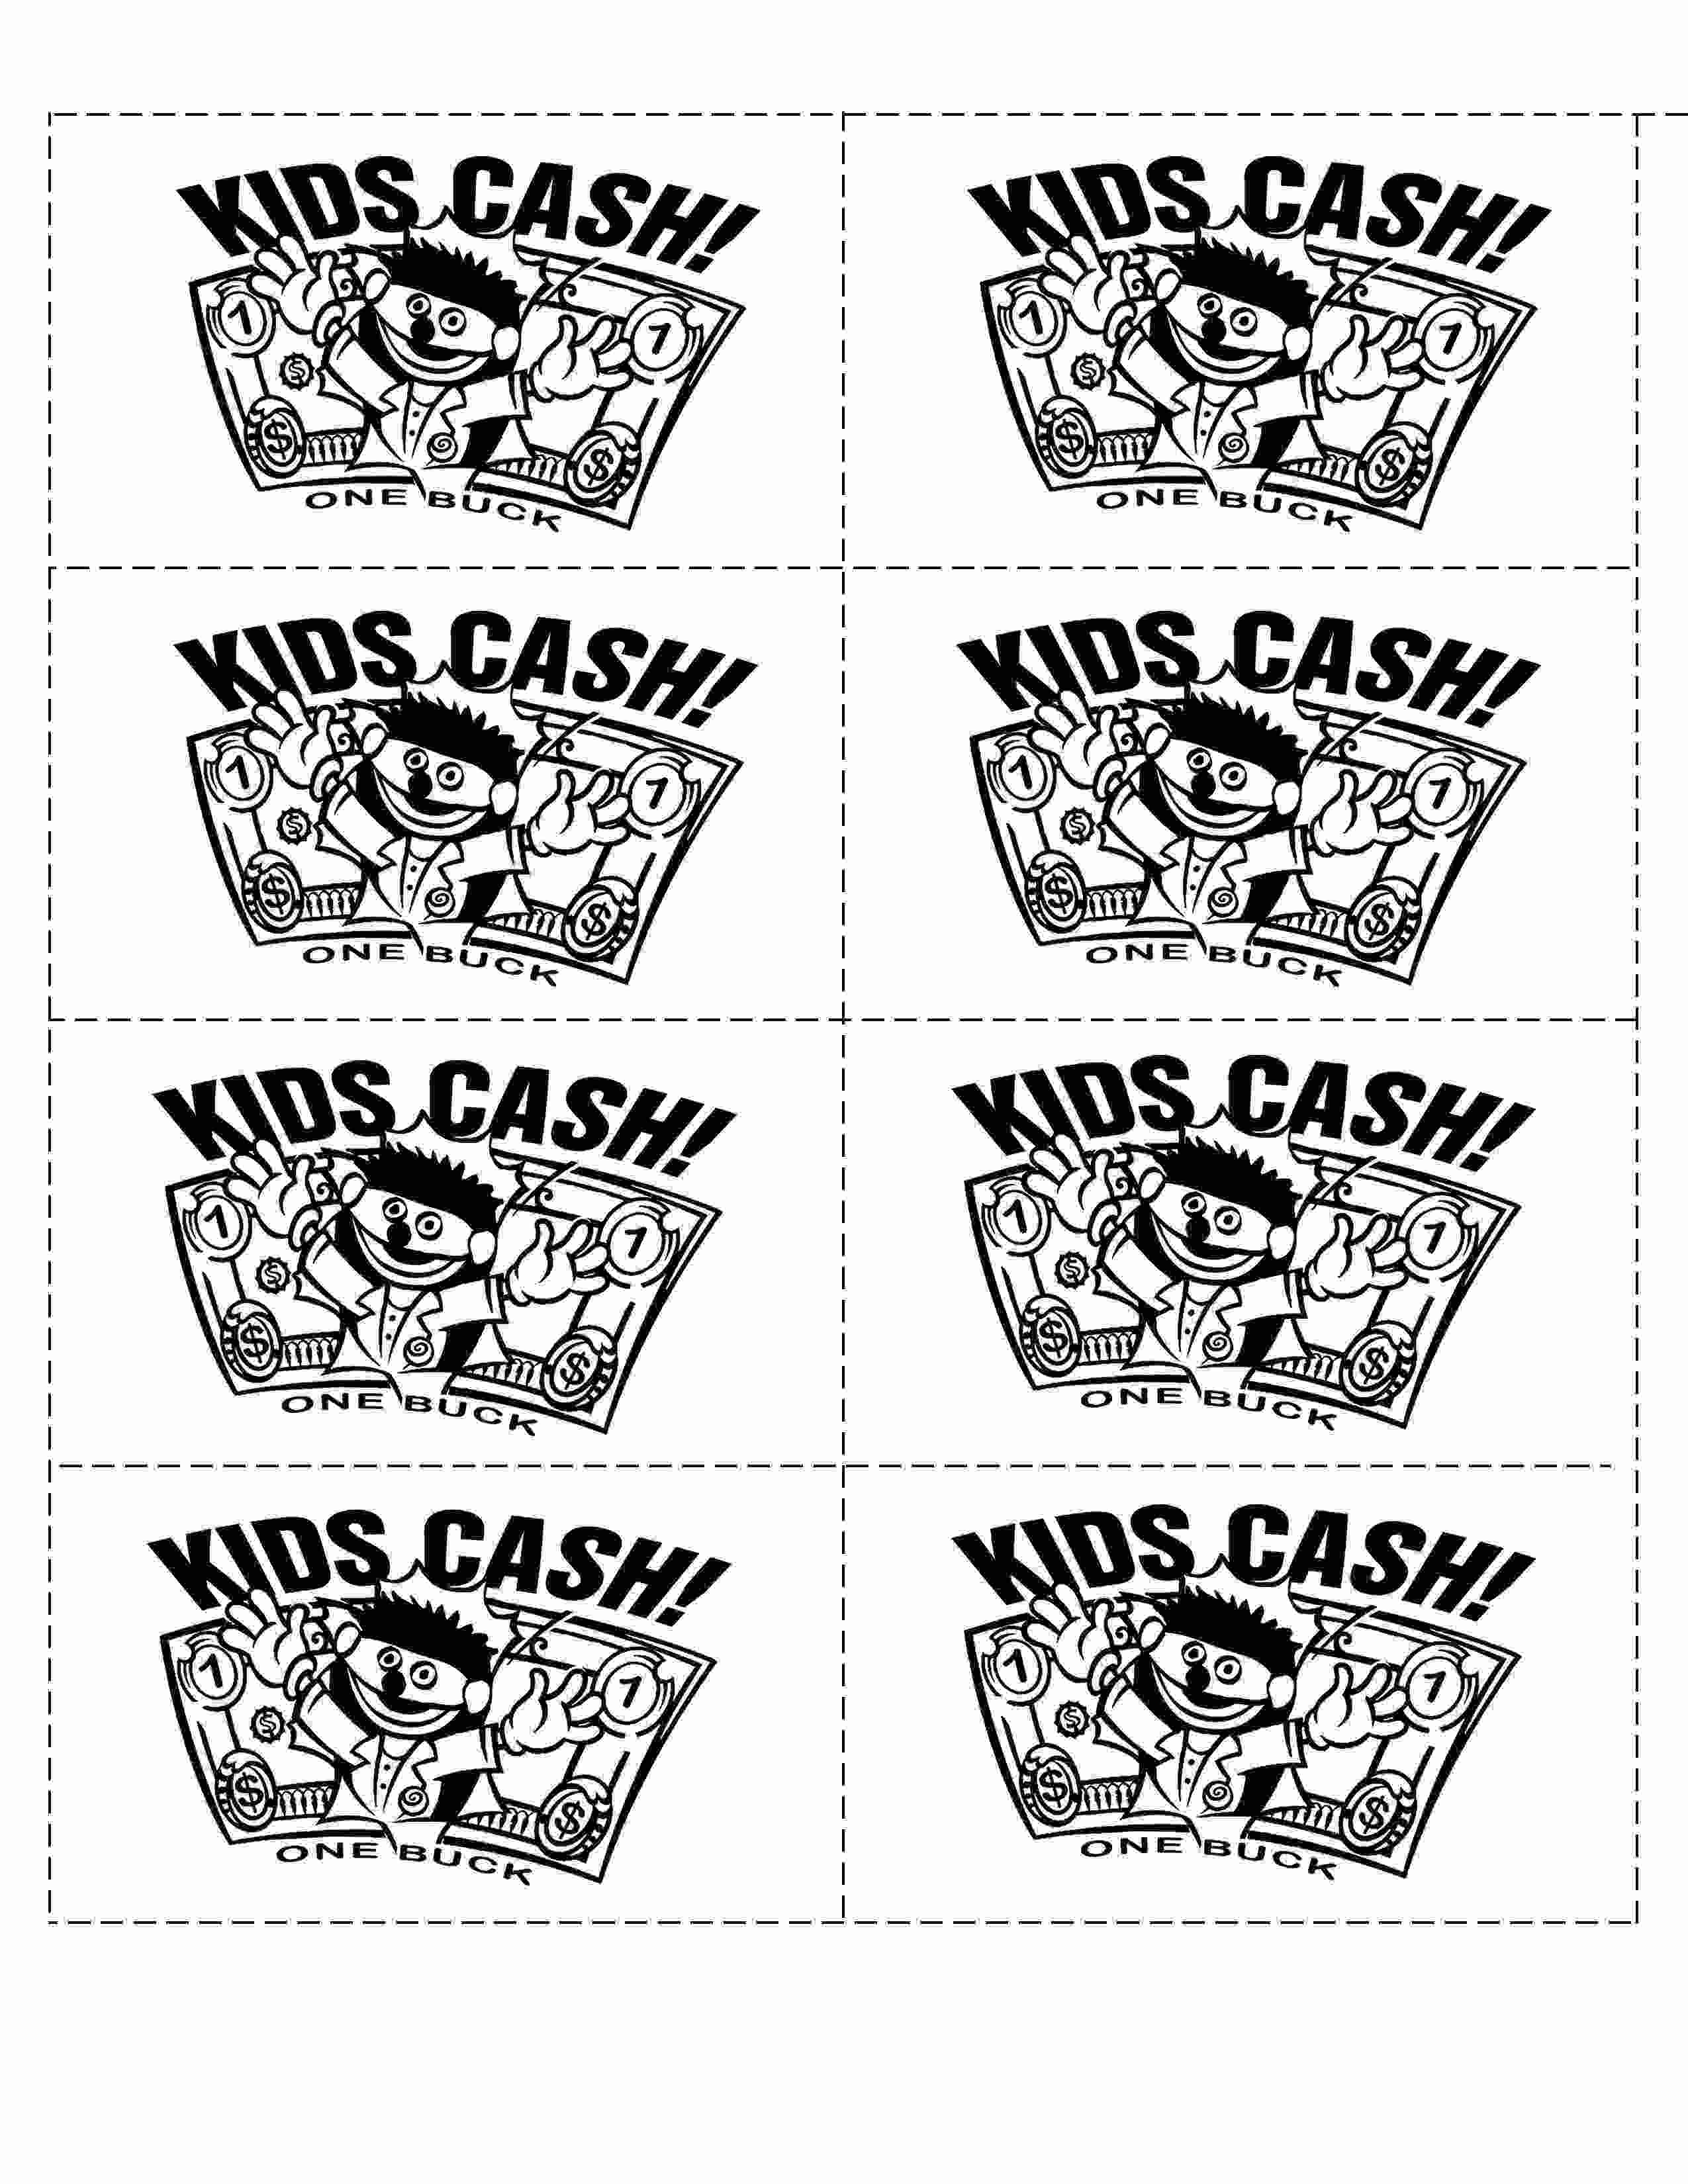 KIDS CASH!
1 1
$
$ $
ONE BUCK
KIDS CASH!
1 1
$
$ $
ONE BUCK
KIDS CASH!
1 1
$
$ $
ONE BUCK
KIDS CASH!
1 1
$
$ $
ONE BUCK
KIDS CASH!
1 1
$
$ $
ONE BUCK
KIDS CASH!
1 1
$
$ $
ONE BUCK
KIDS CASH!
1 1
$
$ $
ONE BUCK
KIDS CASH!
1 1
$
$ $
ONE BUCK